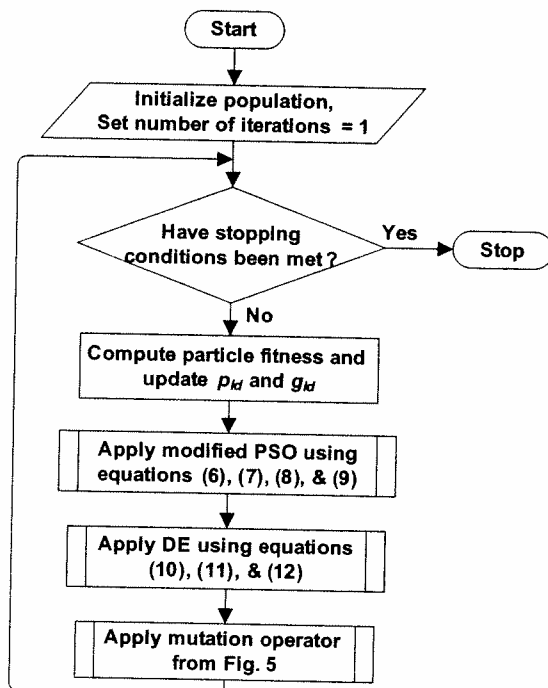 Start
Initialize population,
Set number of iterations = 1
Have stopping
conditions been met?
Yes
Stop
No
Compute particle fitness and
update p_id and g_id
Apply modified PSO using
equations (6), (7), (8), & (9)
Apply DE using equations
(10), (11), & (12)
Apply mutation operator
from Fig. 5